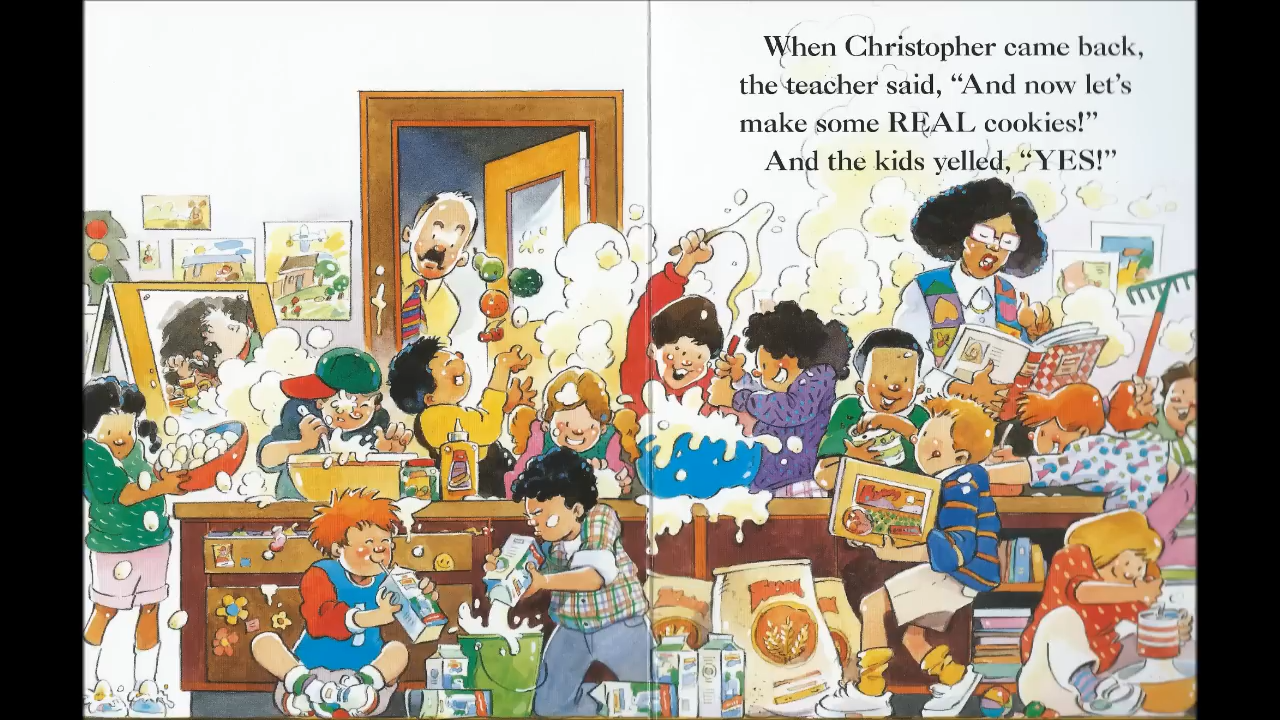 When Christopher came back,
the teacher said, “And now let’s
make some REAL cookies!”
And the kids yelled, “YES!”